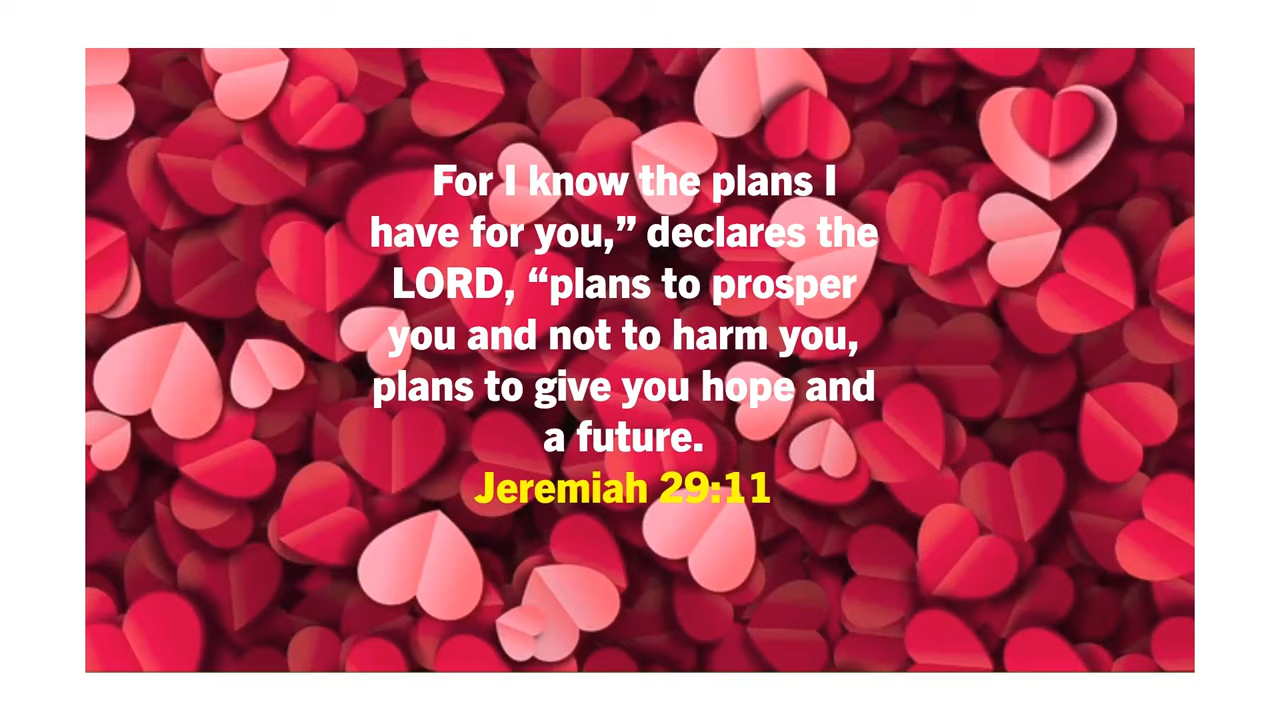 For I know the plans I
have for you,” declares the
LORD, “plans to prosper
you and not to harm you,
plans to give you hope and
a future.
Jeremiah 29:11